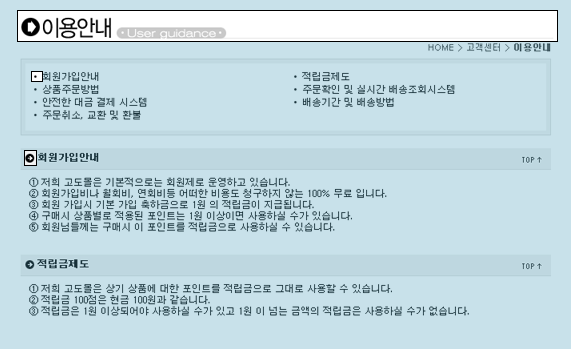 이용안내 • User guidance •
HOME > 고객센터 > 이용안내
• 회원가입안내 • 적립금제도
• 상품주문방법 • 주문확인 및 실시간 배송조회시스템
• 안전한 대금 결제 시스템 • 배송기간 및 배송방법
• 주문취소, 교환 및 환불
회원가입안내 TOP ↑
① 저희 고도몰은 기본적으로는 회원제로 운영하고 있습니다.
② 회원가입비나 월회비, 연회비등 어떠한 비용도 청구하지 않는 100% 무료 입니다.
③ 회원 가입시 기본 가입 축하금으로 1원 의 적립금이 지급됩니다.
④ 구매시 상품별로 적용된 포인트는 1원 이상이면 사용하실 수가 있습니다.
⑤ 회원님들께는 구매시 이 포인트를 적립금으로 사용하실 수 있습니다.
적립금제도 TOP ↑
① 저희 고도몰은 상기 상품에 대한 포인트를 적립금으로 그대로 사용할 수 있습니다.
② 적립금 100점은 현금 100원과 같습니다.
③ 적립금은 1원 이상되어야 사용하실 수가 있고 1원 이 넘는 금액의 적립금은 사용하실 수가 없습니다.